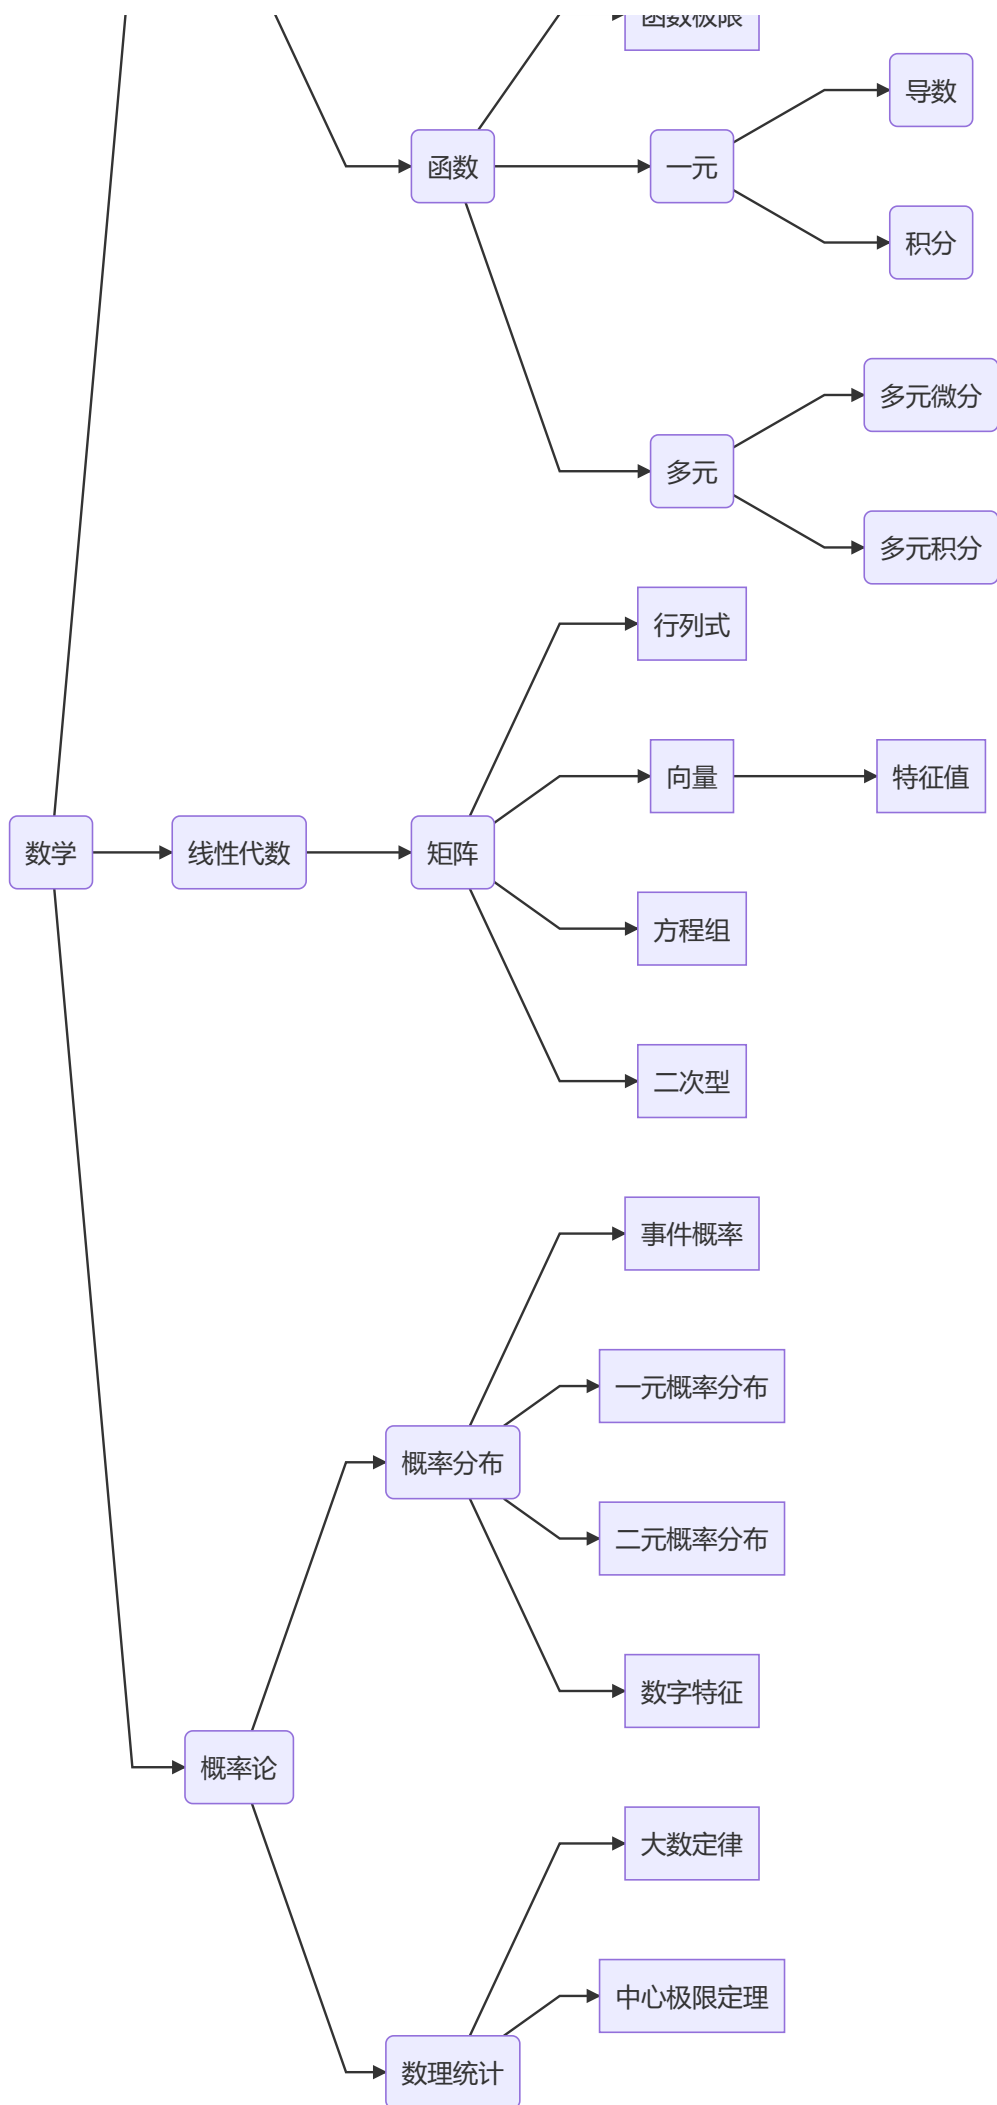 函数极限
导数
函数
一元
积分
多元微分
多元
多元积分
行列式
向量
特征值
数学
线性代数
矩阵
方程组
二次型
事件概率
一元概率分布
概率分布
二元概率分布
数字特征
概率论
大数定律
中心极限定理
数理统计